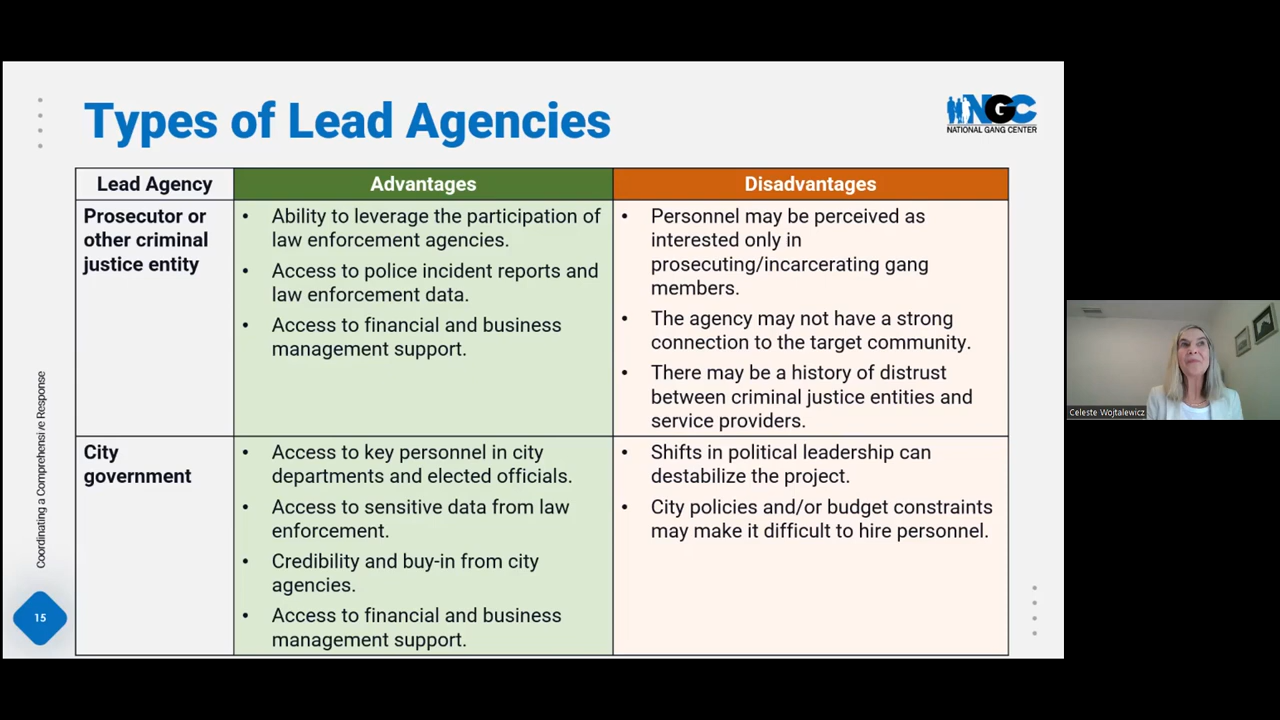 Types of Lead Agencies
NGC
NATIONAL GANG CENTER
Lead Agency
Advantages
Disadvantages
Prosecutor or
other criminal
justice entity
• Ability to leverage the participation of
law enforcement agencies.
• Access to police incident reports and
law enforcement data.
• Access to financial and business
management support.
• Personnel may be perceived as
interested only in
prosecuting/incarcerating gang
members.
• The agency may not have a strong
connection to the target community.
• There may be a history of distrust
between criminal justice entities and
service providers.
City
government
• Access to key personnel in city
departments and elected officials.
• Access to sensitive data from law
enforcement.
• Credibility and buy-in from city
agencies.
• Access to financial and business
management support.
• Shifts in political leadership can
destabilize the project.
• City policies and/or budget constraints
may make it difficult to hire personnel.
Coordinating a Comprehensive Response
15
Celeste Wojtalewicz